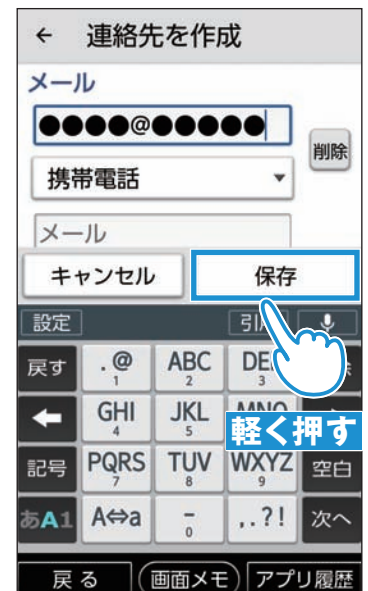 ← 連絡先を作成
メール
●●●●@●●●●●
削除
携帯電話
メール
キャンセル 保存
設定
戻す .@ 1 ABC 2 DE 3
← GHI 4 JKL 5
軽く押す
記号 PQRS 7 TUV 8 WXYZ 9 空白
あA1 A⇔a - 0 ,.?! 次へ
戻る 画面メモ アプリ履歴